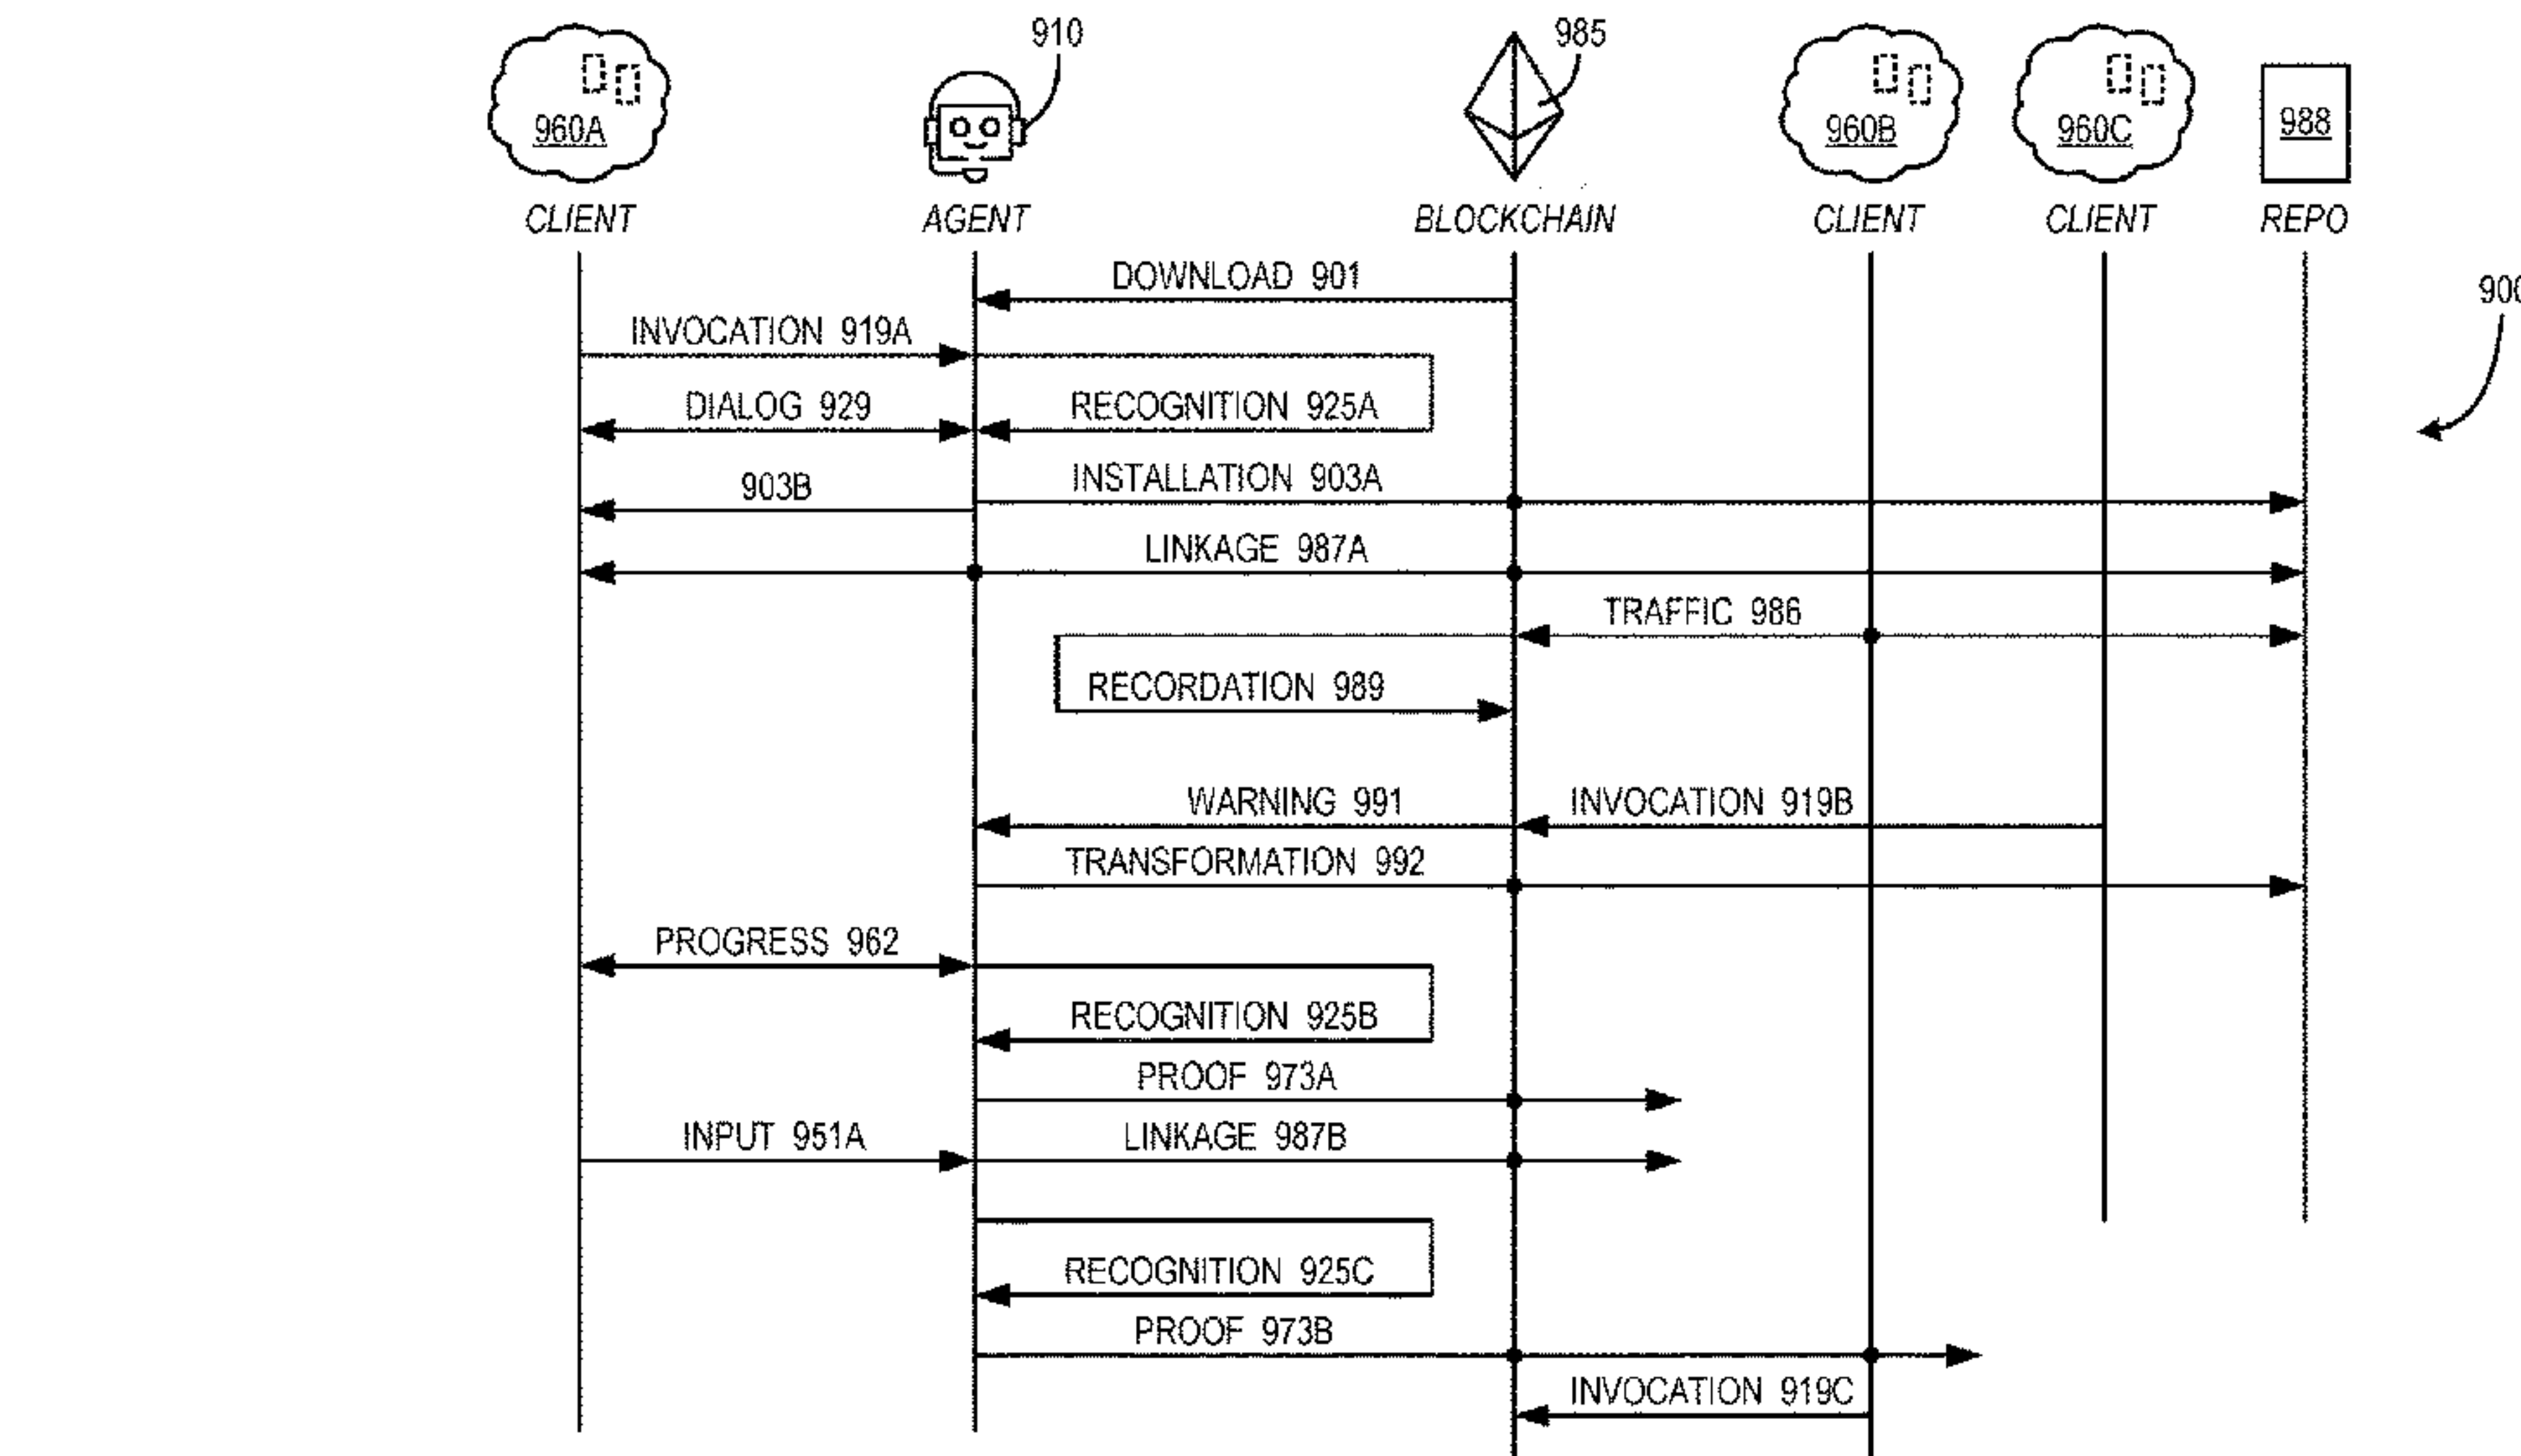 910
985
960A
960B
960C
988
CLIENT
AGENT
BLOCKCHAIN
CLIENT
CLIENT
REPO
DOWNLOAD 901
900
INVOCATION 919A
DIALOG 929
RECOGNITION 925A
903B
INSTALLATION 903A
LINKAGE 987A
TRAFFIC 986
RECORDATION 989
WARNING 991
INVOCATION 919B
TRANSFORMATION 992
PROGRESS 962
RECOGNITION 925B
PROOF 973A
INPUT 951A
LINKAGE 987B
RECOGNITION 925C
PROOF 973B
INVOCATION 919C